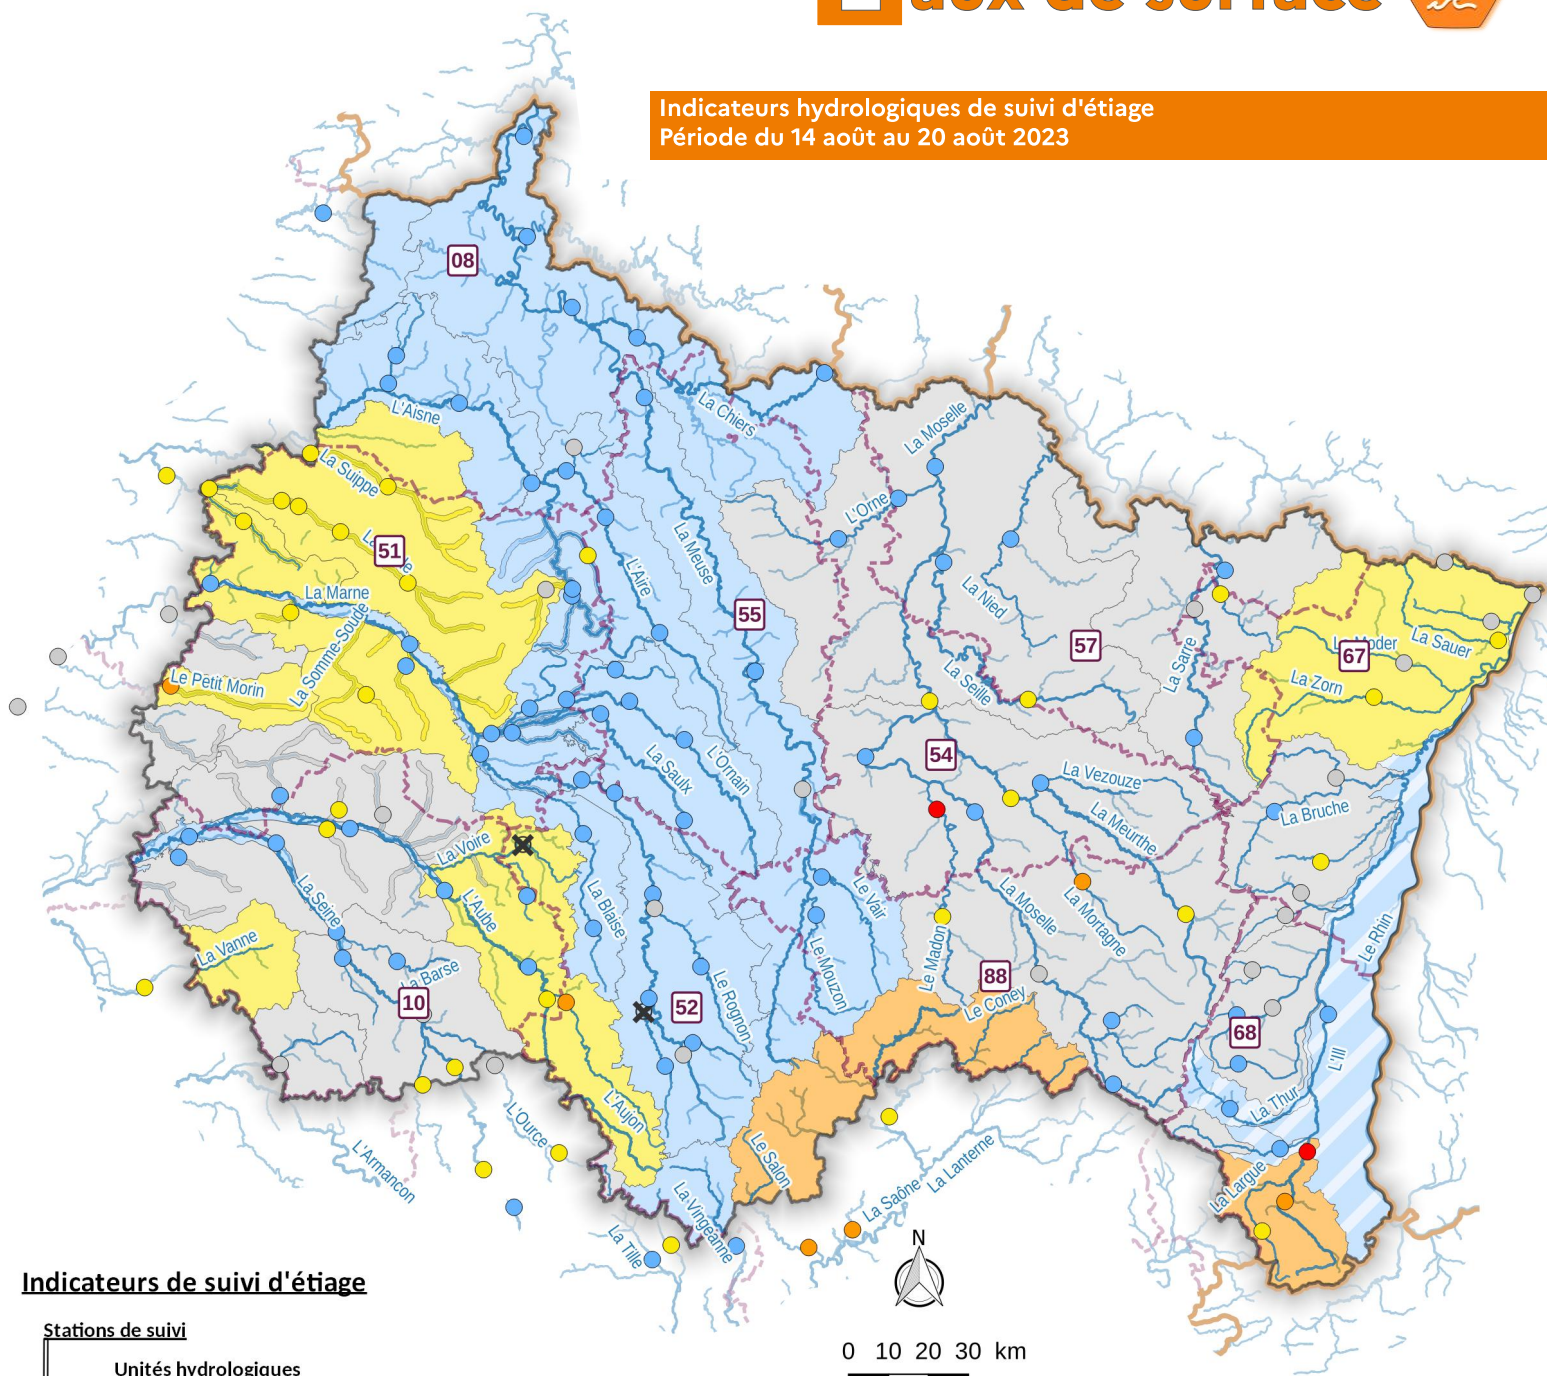 aux de surface
Indicateurs hydrologiques de suivi d'étiage
Période du 14 août au 20 août 2023
08
L'Aisne
La Chiers
La Moselle
La Suippe
L'Orne
51
La Meuse
L'Aire
La Nied
La Marne
55
57
La Somme-Soude
67
La Sauer
Le Petit Morin
La Seille
La Sarre
La Zorn
54
La Saulx
L'Ornain
La Vezouze
La Meurthe
La Bruche
La Voire
La Seine
L'Aube
La Blaise
Le Vair
La Moselle
La Mortagne
La Vanne
La Barse
Le Rognon
Le Mouzon
Le Madon
Le Rhin
10
52
88
Le Coney
68
L'Ill
L'Aujon
L'Ource
La Thur
L'Armançon
Le Salon
La Lanterne
La Largue
La Saône
La Vingeanne
La Tille
N
Indicateurs de suivi d'étiage
Stations de suivi
Unités hydrologiques
0 10 20 30 km